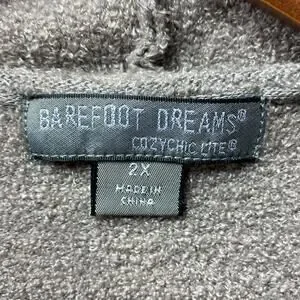 BAREFOOT DREAMS®
COZYCHIC LITE®
2X
MADE IN
CHINA